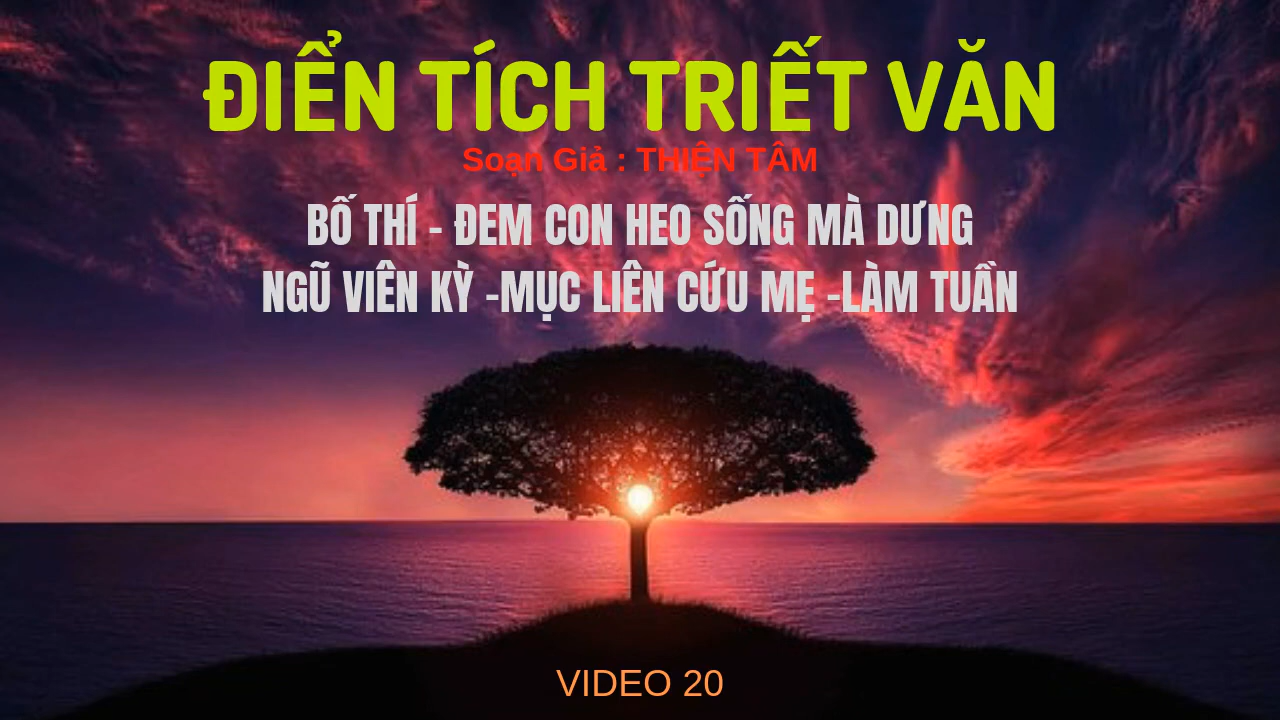 ĐIỂN TÍCH TRIẾT VĂN
Soạn Giả : THIỆN TÂM
BỐ THÍ - ĐEM CON HEO SỐNG MÀ DƯNG
NGŨ VIÊN KỲ -MỤC LIÊN CỨU MẸ -LÀM TUẦN
VIDEO 20